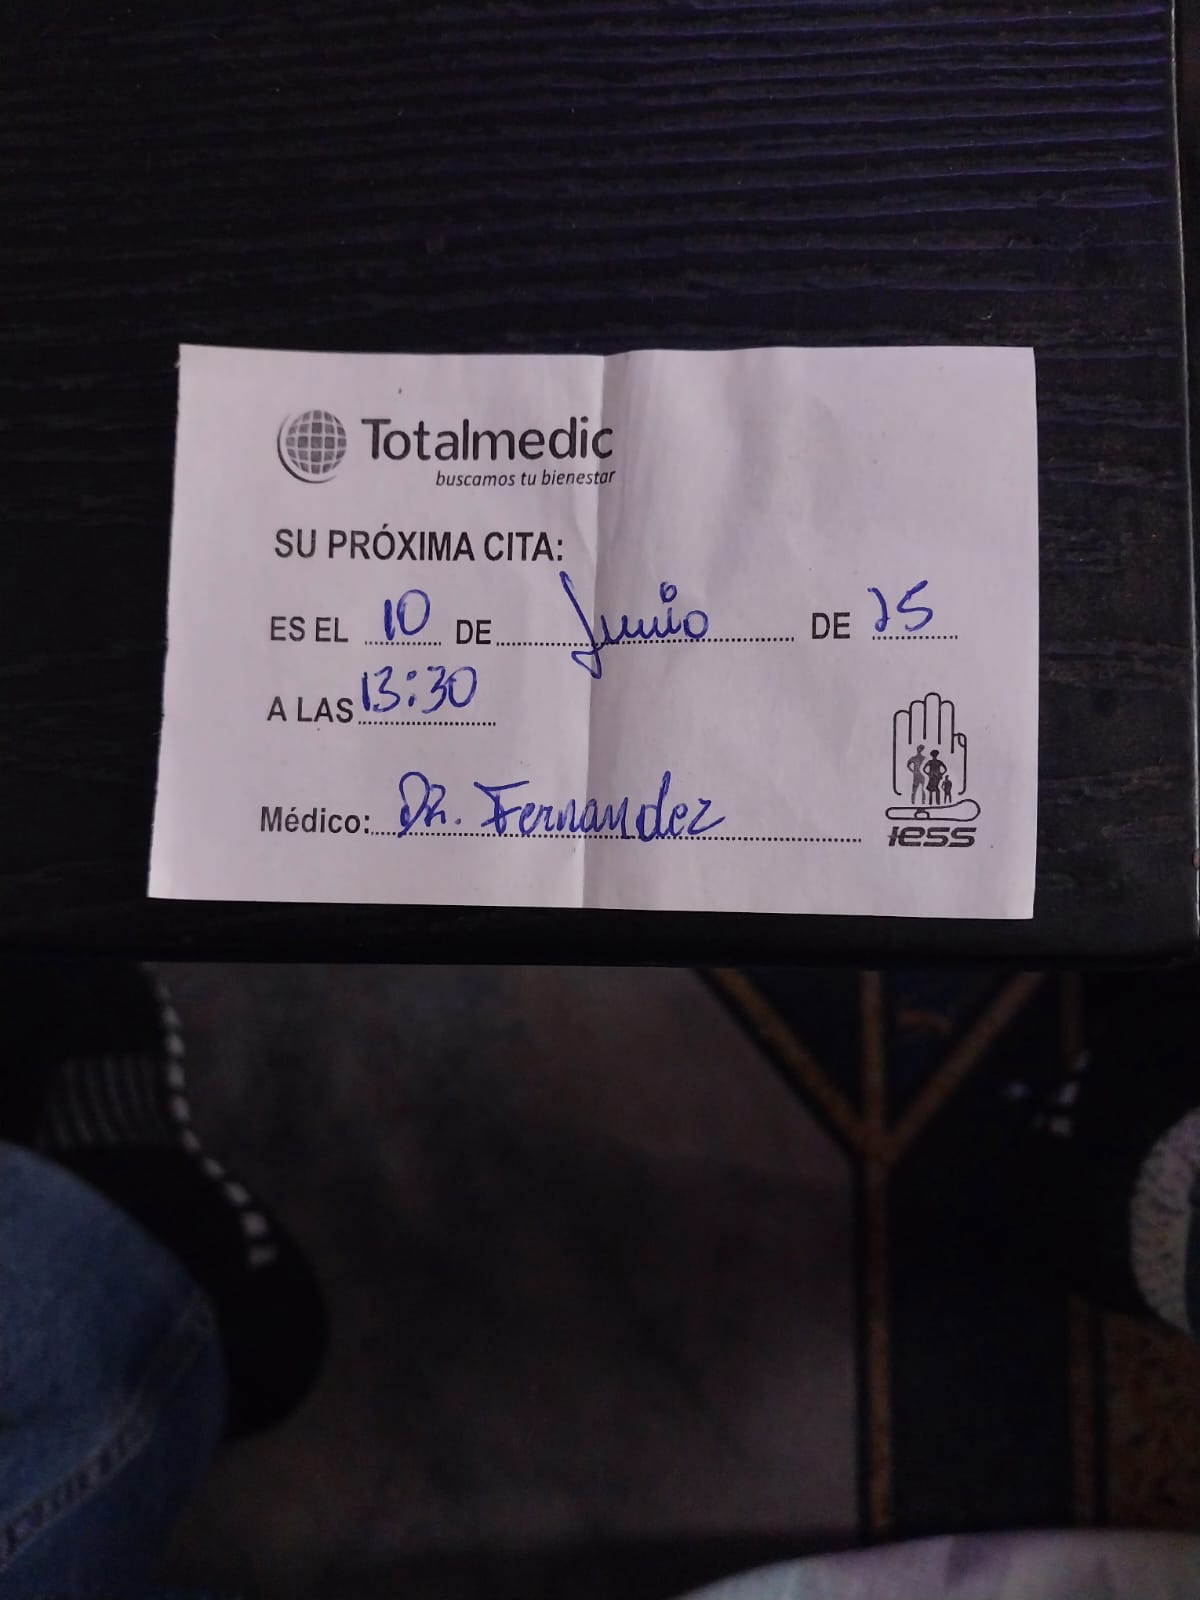 Totalmedic
buscamos tu bienestar
SU PRÓXIMA CITA:
ES EL 10 DE Junio DE 25
A LAS 13:30
Médico: DR. Fernandez
IESS